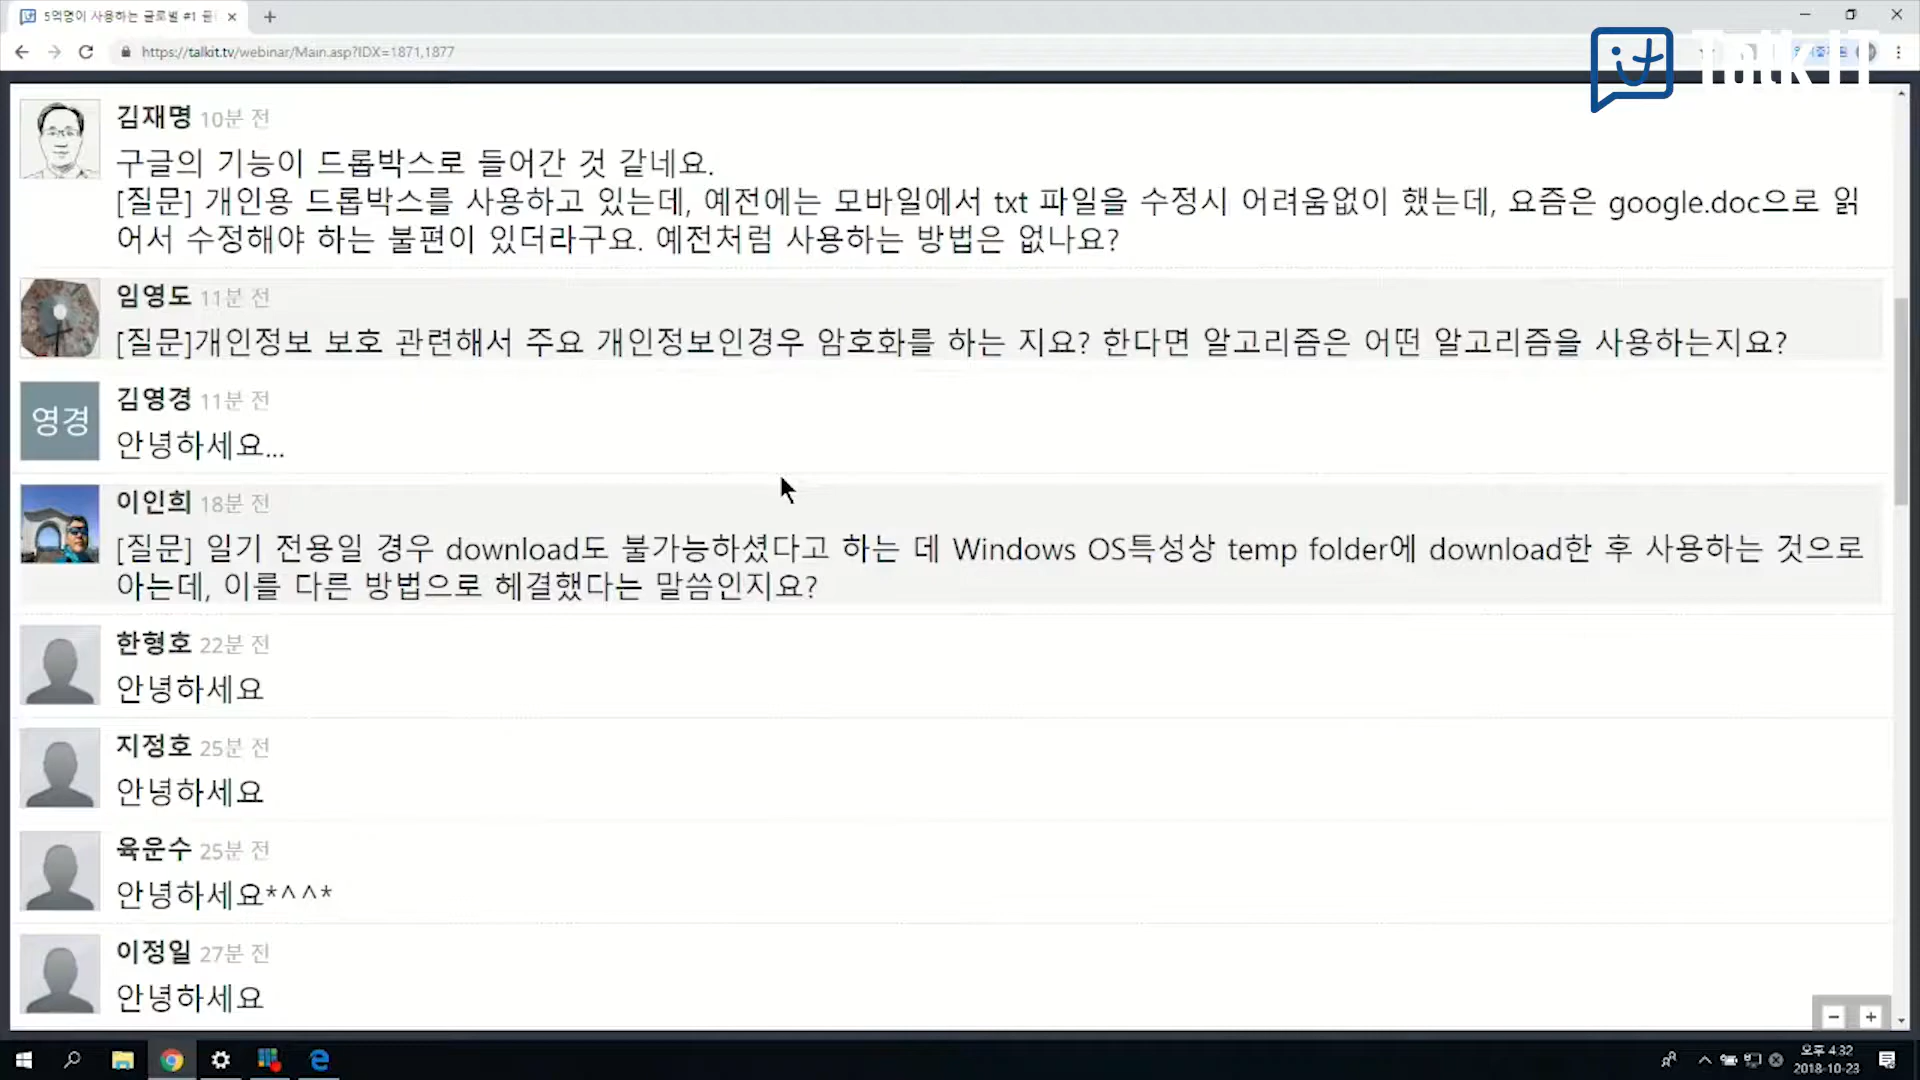 5억명이 사용하는 글로벌 #1
https://talkit.tv/webinar/Main.asp?IDX=1871,1877
TalkIT
김재명 10분 전
구글의 기능이 드롭박스로 들어간 것 같네요.
[질문] 개인용 드롭박스를 사용하고 있는데, 예전에는 모바일에서 txt 파일을 수정시 어려움없이 했는데, 요즘은 google.doc으로 읽
어서 수정해야 하는 불편이 있더라구요. 예전처럼 사용하는 방법은 없나요?
임영도 11분 전
[질문]개인정보 보호 관련해서 주요 개인정보인경우 암호화를 하는 지요? 한다면 알고리즘은 어떤 알고리즘을 사용하는지요?
영경
김영경 11분 전
안녕하세요...
이인희 18분 전
[질문] 일기 전용일 경우 download도 불가능하셨다고 하는 데 Windows OS특성상 temp folder에 download한 후 사용하는 것으로
아는데, 이를 다른 방법으로 헤결했다는 말씀인지요?
한형호 22분 전
안녕하세요
지정호 25분 전
안녕하세요
육운수 25분 전
안녕하세요*^^*
이정일 27분 전
안녕하세요
오후 4:32
2018-10-23